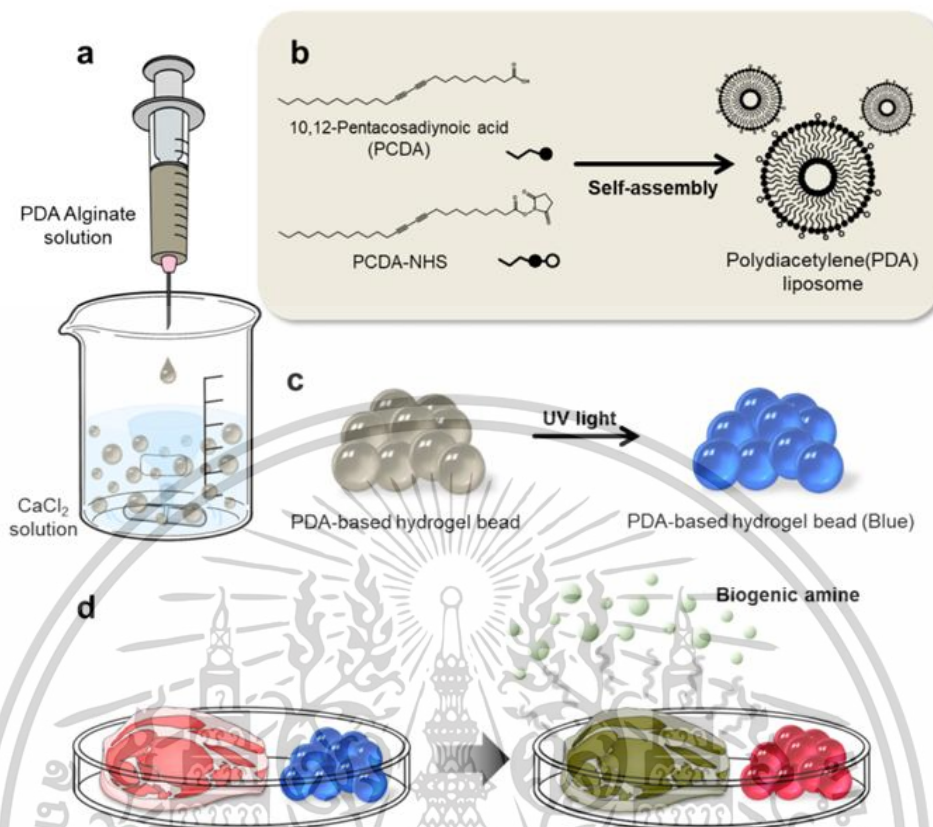 a
PDA Alginate
solution
CaCl₂
solution
b
10,12-Pentacosadiynoic acid
(PCDA)
PCDA-NHS
Self-assembly
Polydiacetylene(PDA)
liposome
c
UV light
PDA-based hydrogel bead
PDA-based hydrogel bead (Blue)
d
Biogenic amine